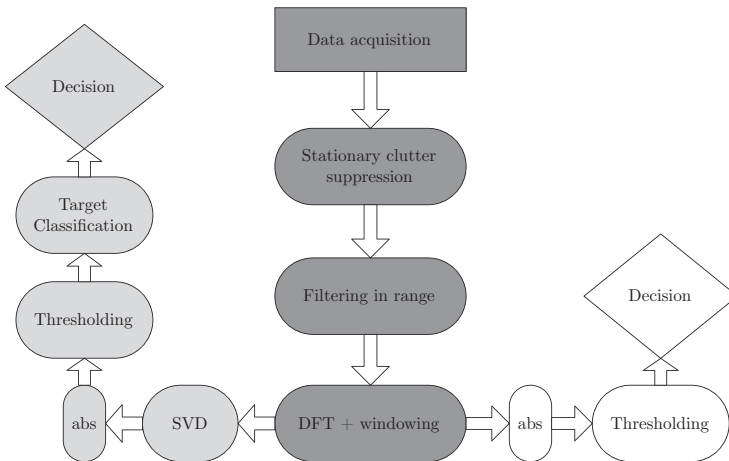 Data acquisition
Decision
Stationary clutter
suppression
Target
Classification
Filtering in range
Decision
Thresholding
abs
SVD
DFT + windowing
abs
Thresholding